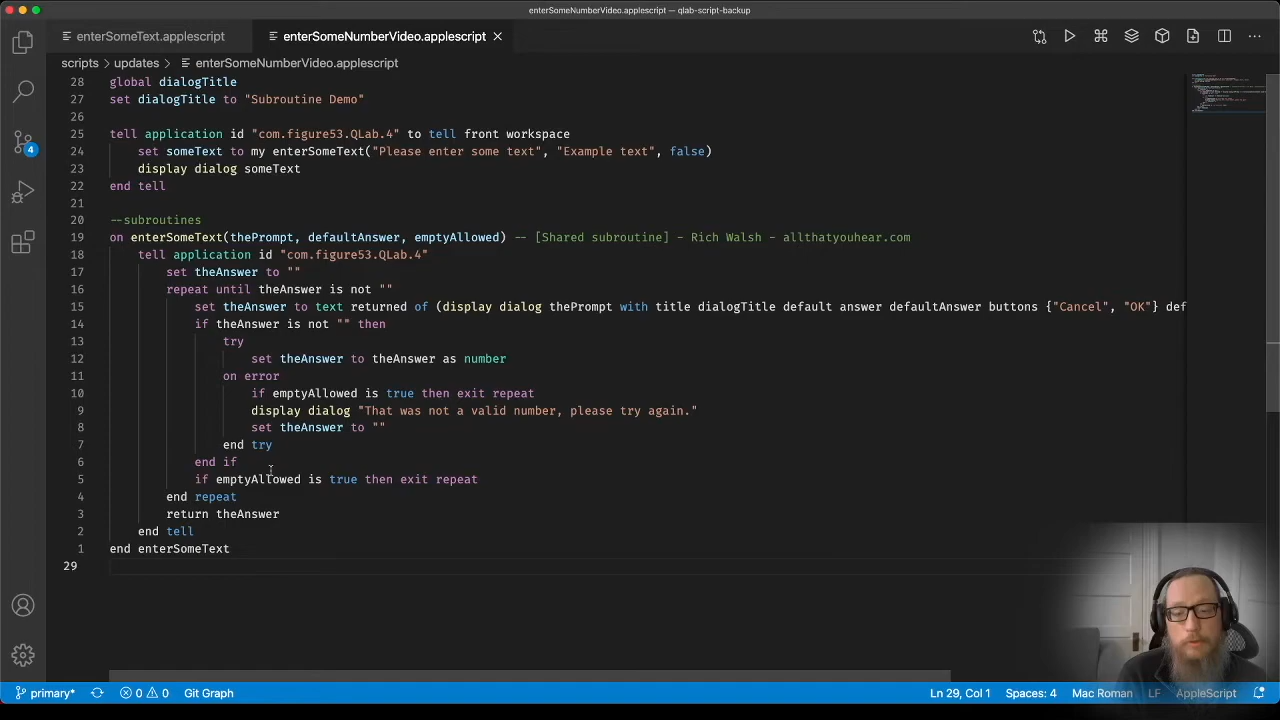 enterSomeNumberVideo.applescript — qlab-script-backup
enterSomeText.applescript
enterSomeNumberVideo.applescript
scripts > updates > enterSomeNumberVideo.applescript
28 global dialogTitle
27 set dialogTitle to "Subroutine Demo"
26
25 tell application id "com.figure53.QLab.4" to tell front workspace
24 set someText to my enterSomeText("Please enter some text", "Example text", false)
23 display dialog someText
22 end tell
21
20 --subroutines
19 on enterSomeText(thePrompt, defaultAnswer, emptyAllowed) -- [Shared subroutine] - Rich Walsh - allthatyouhear.com
18 tell application id "com.figure53.QLab.4"
17 set theAnswer to ""
16 repeat until theAnswer is not ""
15 set theAnswer to text returned of (display dialog thePrompt with title dialogTitle default answer defaultAnswer buttons {"Cancel", "OK"} def
14 if theAnswer is not "" then
13 try
12 set theAnswer to theAnswer as number
11 on error
10 if emptyAllowed is true then exit repeat
9 display dialog "That was not a valid number, please try again."
8 set theAnswer to ""
7 end try
6 end if
5 if emptyAllowed is true then exit repeat
4 end repeat
3 return theAnswer
2 end tell
1 end enterSomeText
29
4
primary* 0 0 Git Graph Ln 29, Col 1 Spaces: 4 Mac Roman LF AppleScript